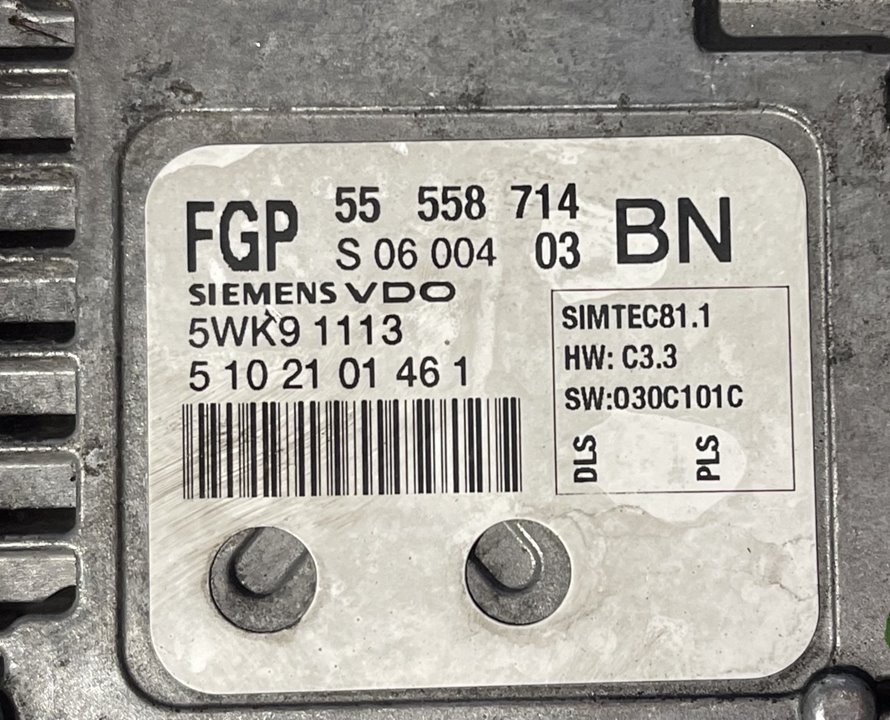 FGP 55 558 714 BN
S 06 004 03
SIEMENS VDO
5WK9 1113
5 10 21 01 46 1
SIMTEC81.1
HW: C3.3
SW:030C101C
DLS PLS